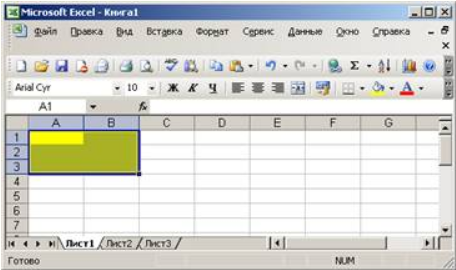 Microsoft Excel - Книга1
Файл Правка Вид Вставка Формат Сервис Данные Окно Справка
Arial Cyr 10 Ж К Ч
A1 fx
A B C D E F G
1
2
3
4
5
6
7
Лист1 Лист2 Лист3
Готово NUM